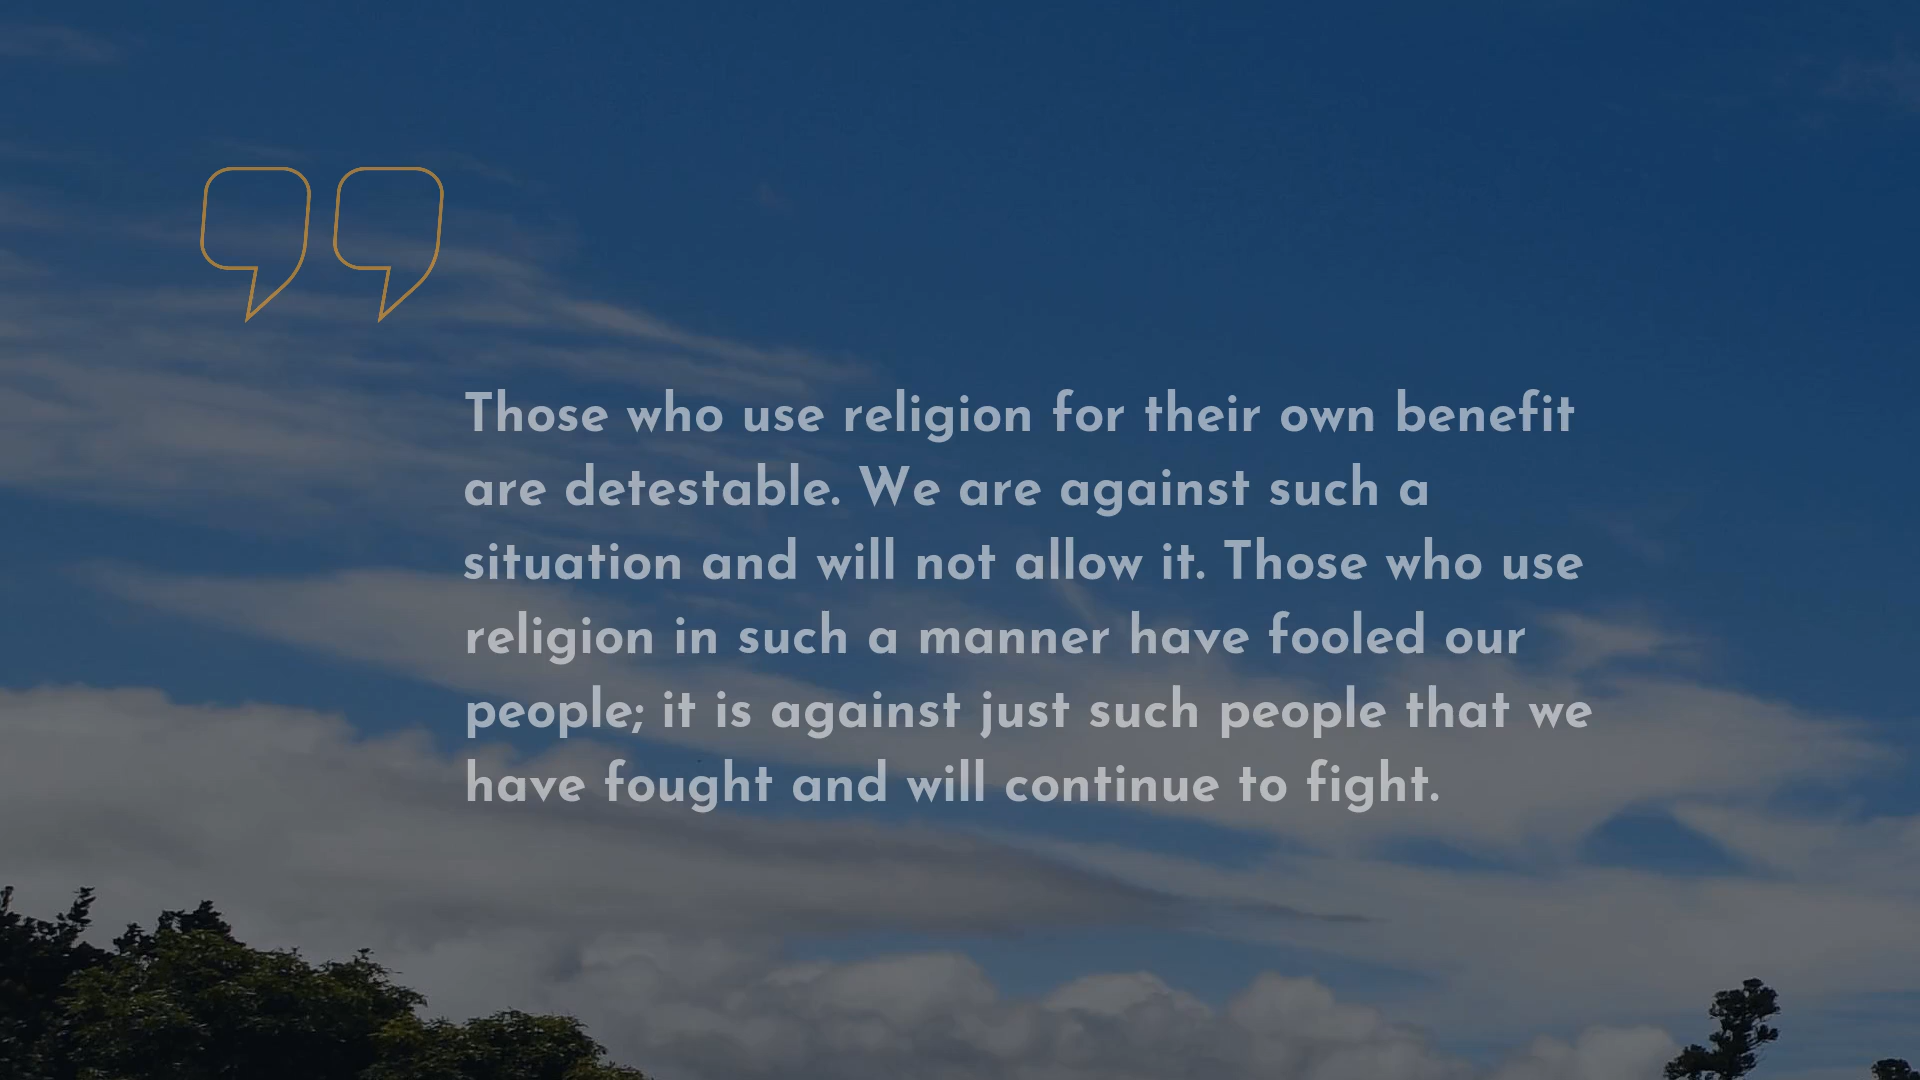 Those who use religion for their own benefit
are detestable. We are against such a
situation and will not allow it. Those who use
religion in such a manner have fooled our
people; it is against just such people that we
have fought and will continue to fight.